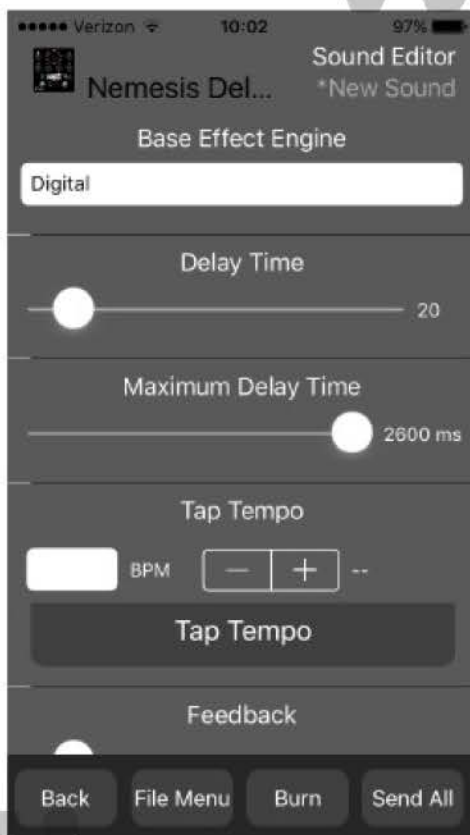 Verizon 10:02 97%
Sound Editor
Nemesis Del... *New Sound
Base Effect Engine
Digital
Delay Time
20
Maximum Delay Time
2600 ms
Tap Tempo
BPM − + --
Tap Tempo
Feedback
Back File Menu Burn Send All